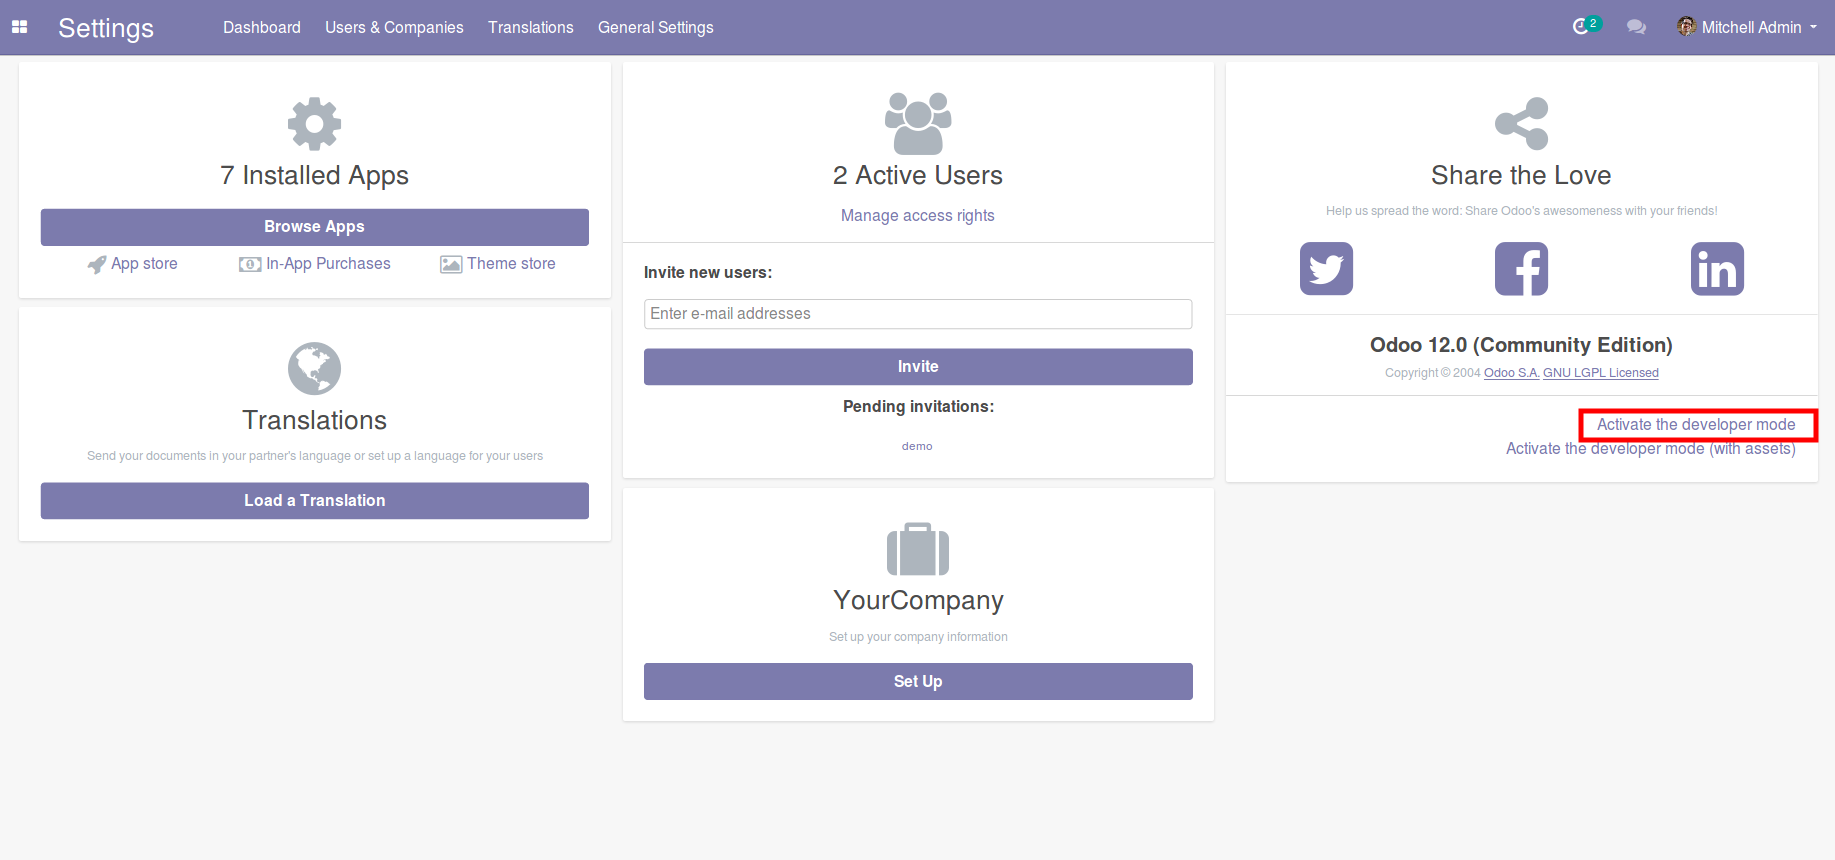 Settings
Dashboard
Users & Companies
Translations
General Settings
2
Mitchell Admin
7 Installed Apps
Browse Apps
App store
In-App Purchases
Theme store
Translations
Send your documents in your partner's language or set up a language for your users
Load a Translation
2 Active Users
Manage access rights
Invite new users:
Enter e-mail addresses
Invite
Pending invitations:
demo
YourCompany
Set up your company information
Set Up
Share the Love
Help us spread the word: Share Odoo's awesomeness with your friends!
Odoo 12.0 (Community Edition)
Copyright © 2004 Odoo S.A. GNU LGPL Licensed
Activate the developer mode
Activate the developer mode (with assets)